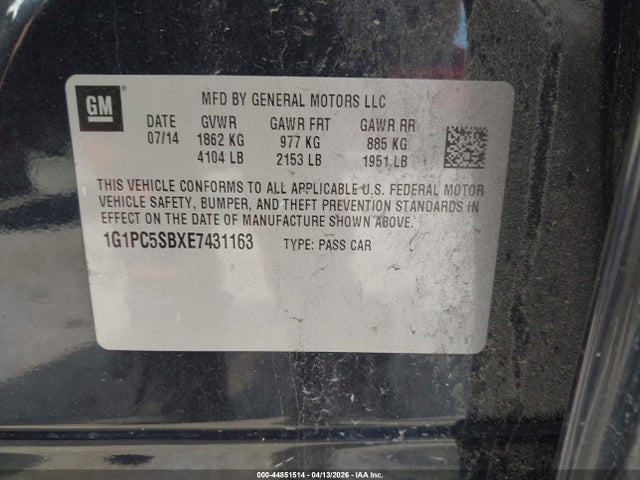 GM
MFD BY GENERAL MOTORS LLC
DATE GVWR GAWR FRT GAWR RR
07/14 1862 KG 977 KG 885 KG
4104 LB 2153 LB 1951 LB
THIS VEHICLE CONFORMS TO ALL APPLICABLE U.S. FEDERAL MOTOR
VEHICLE SAFETY, BUMPER, AND THEFT PREVENTION STANDARDS IN
EFFECT ON THE DATE OF MANUFACTURE SHOWN ABOVE.
1G1PC5SBXE7431163 TYPE: PASS CAR
000-44851514 04/13/2026 - IAA Inc.